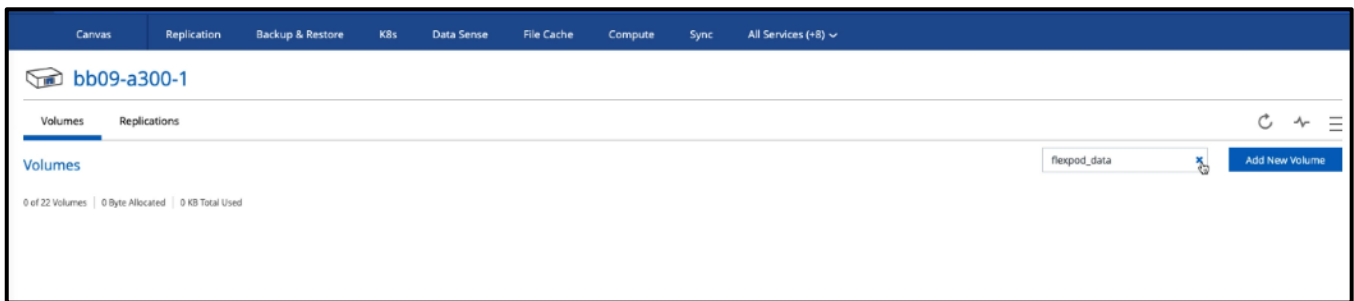 Canvas Replication Backup & Restore K8s Data Sense File Cache Compute Sync All Services (+8)
bb09-a300-1
Volumes Replications
Volumes flexpod_data Add New Volume
0 of 22 Volumes | 0 Byte Allocated | 0 KB Total Used